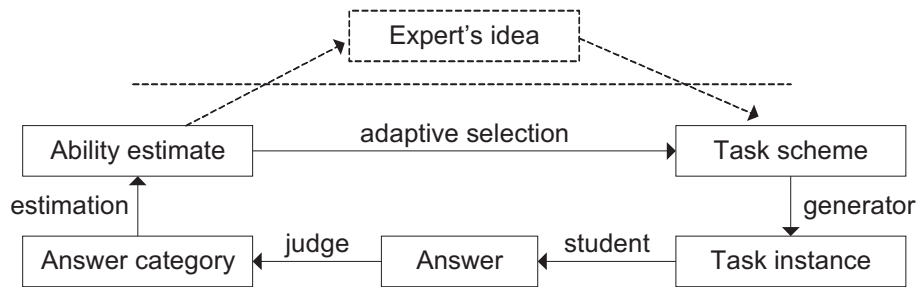 Expert's idea
adaptive selection
Ability estimate
Task scheme
estimation
generator
judge
student
Answer category
Answer
Task instance